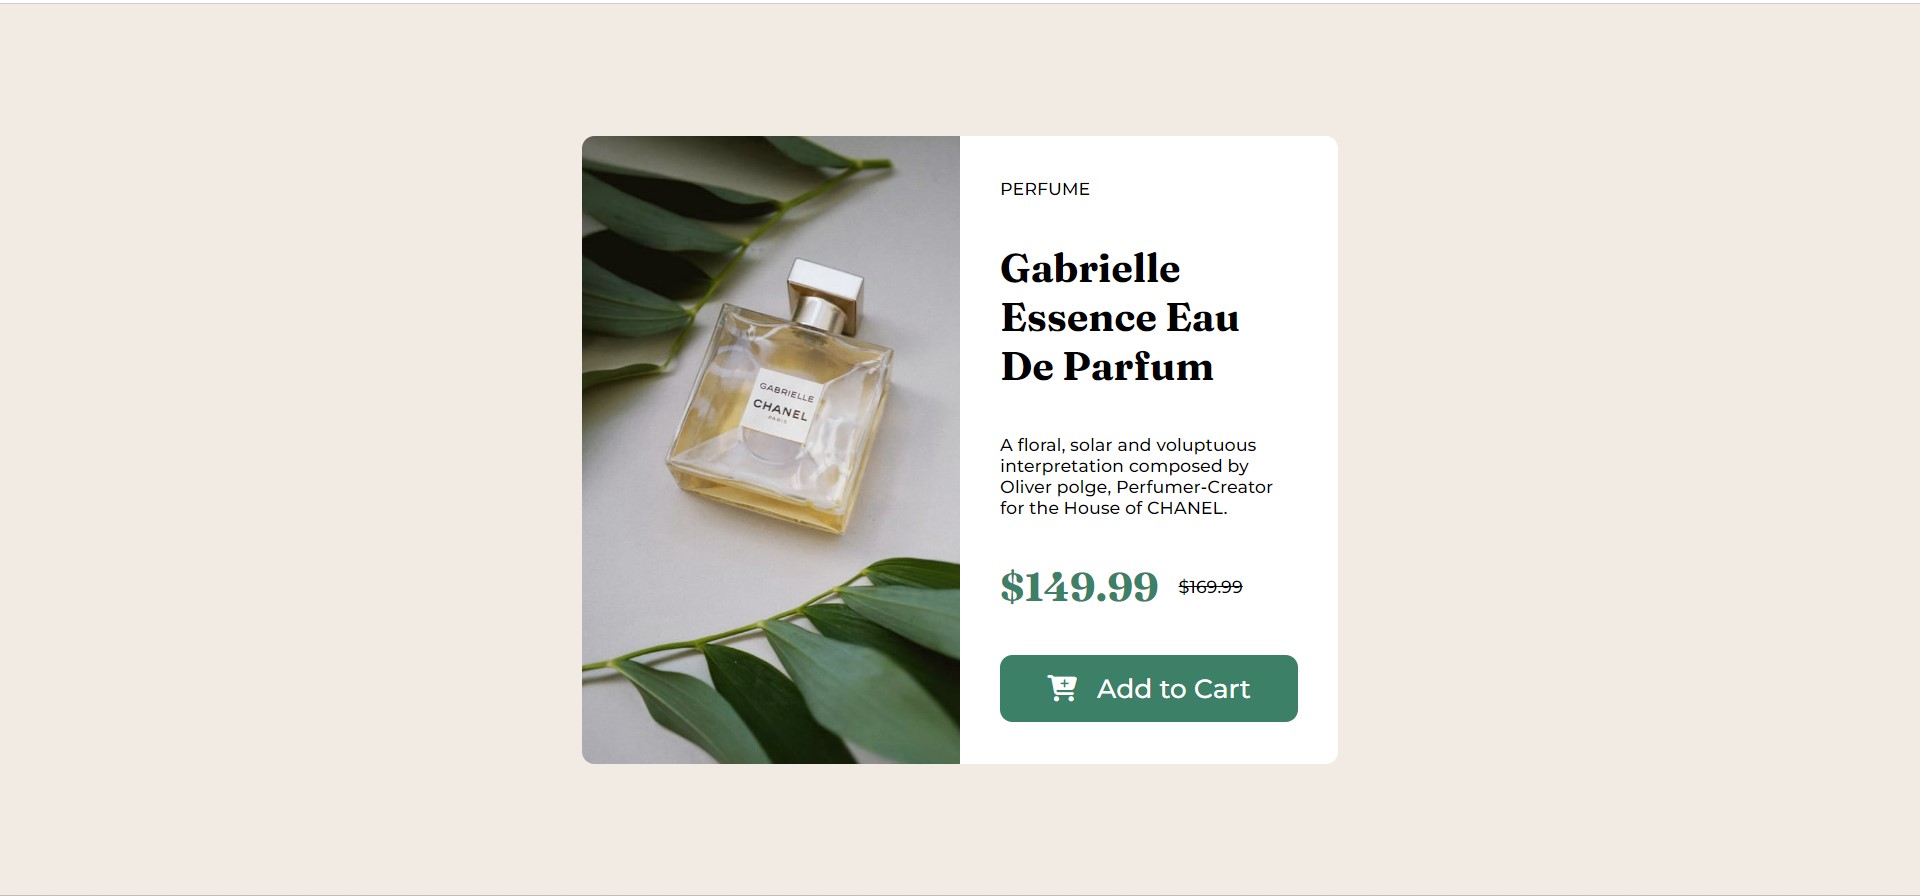 GABRIELLE
CHANEL
PARIS
PERFUME
Gabrielle
Essence Eau
De Parfum
A floral, solar and voluptuous
interpretation composed by
Oliver polge, Perfumer-Creator
for the House of CHANEL.
$149.99 $169.99
Add to Cart